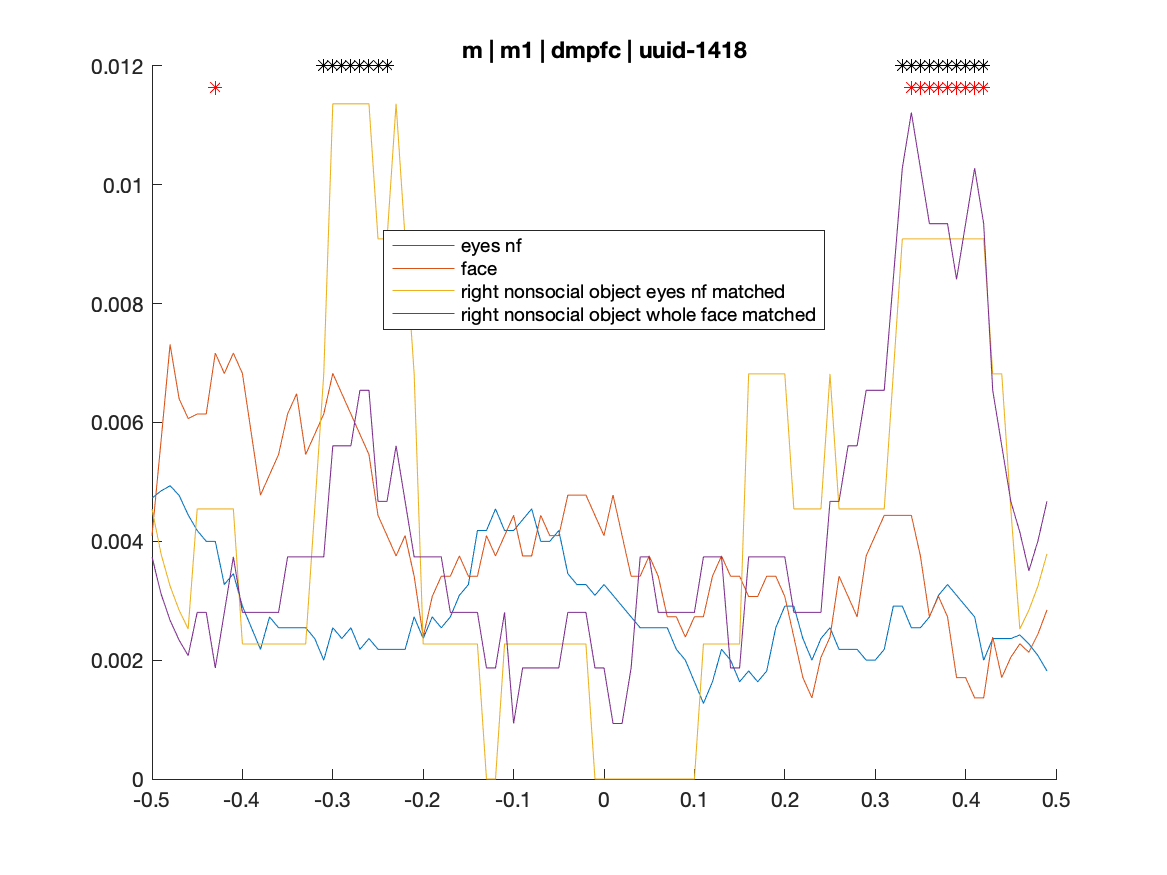 m | m1 | dmpfc | uuid-1418
0.012
0.01
0.008
0.006
0.004
0.002
0
eyes nf
face
right nonsocial object eyes nf matched
right nonsocial object whole face matched
-0.5 -0.4 -0.3 -0.2 -0.1 0 0.1 0.2 0.3 0.4 0.5